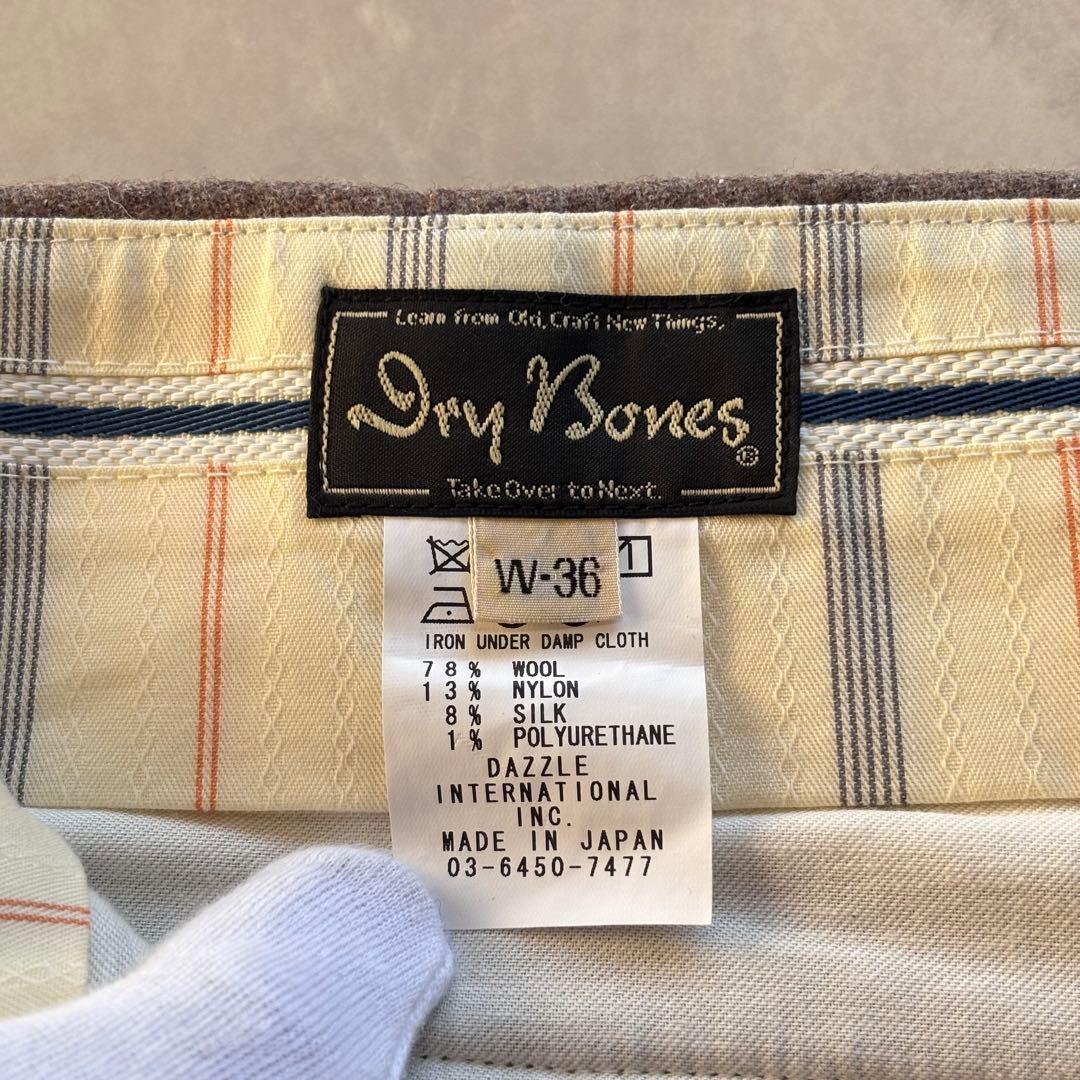 Learn from Old, Craft New Things.
Dry Bones®
Take Over to Next.
W-36
IRON UNDER DAMP CLOTH
78% WOOL
13% NYLON
8% SILK
1% POLYURETHANE
DAZZLE
INTERNATIONAL
INC.
MADE IN JAPAN
03-6450-7477